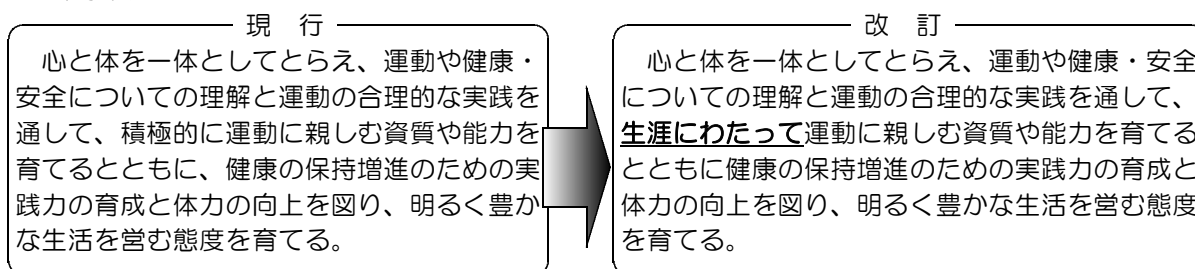 現 行
心と体を一体としてとらえ、運動や健康・
安全についての理解と運動の合理的な実践を
通して、積極的に運動に親しむ資質や能力を
育てるとともに、健康の保持増進のための実
践力の育成と体力の向上を図り、明るく豊か
な生活を営む態度を育てる。
改 訂
心と体を一体としてとらえ、運動や健康・安全
についての理解と運動の合理的な実践を通して、
生涯にわたって運動に親しむ資質や能力を育てる
とともに健康の保持増進のための実践力の育成と
体力の向上を図り、明るく豊かな生活を営む態度
を育てる。